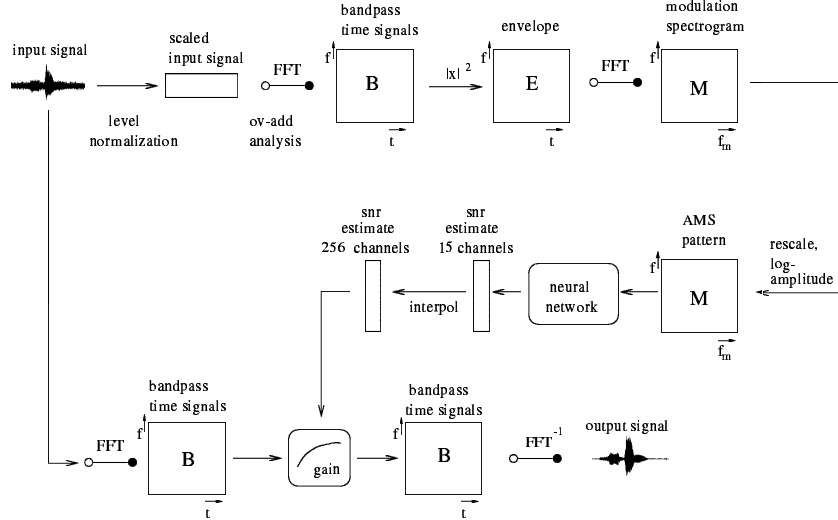 input signal
level
normalization
scaled
input signal
FFT
ov-add
analysis
bandpass
time signals
f
B
t
|x| 2
envelope
f
E
t
FFT
modulation
spectrogram
f
M
fm
rescale,
log-
amplitude
AMS
pattern
f
M
fm
neural
network
snr
estimate
15 channels
interpol
snr
estimate
256 channels
FFT
bandpass
time signals
f
B
t
gain
bandpass
time signals
f
B
t
FFT-1
output signal